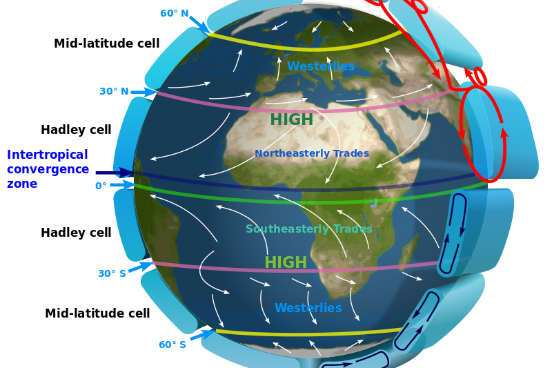 60° N
Mid-latitude cell
Westerlies
30° N
HIGH
Hadley cell
Northeasterly Trades
Intertropical
convergence
zone
0°
Southeasterly Trades
Hadley cell
HIGH
30° S
Westerlies
Mid-latitude cell
60° S